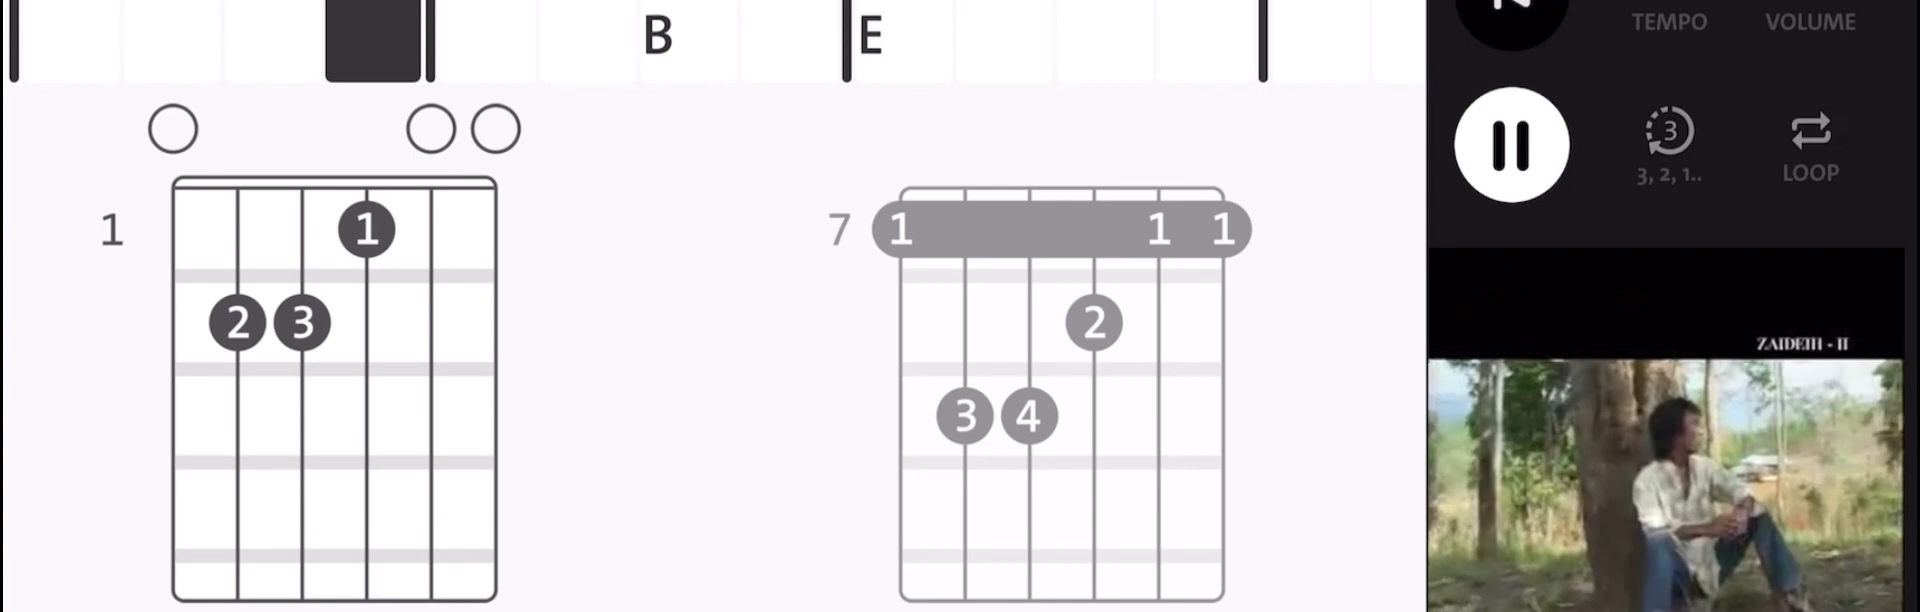 B E
TEMPO VOLUME
1 1 7 1 1 1
3
3, 2, 1.. LOOP
2 3 2
ZAIDETH - II
3 4